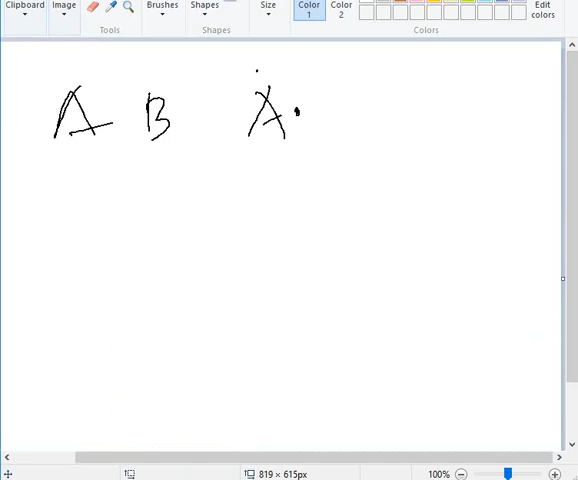 Clipboard Image Tools Brushes Shapes Shapes Size Color 1 Color 2 Edit colors Colors
A B A
819 × 615px 100%